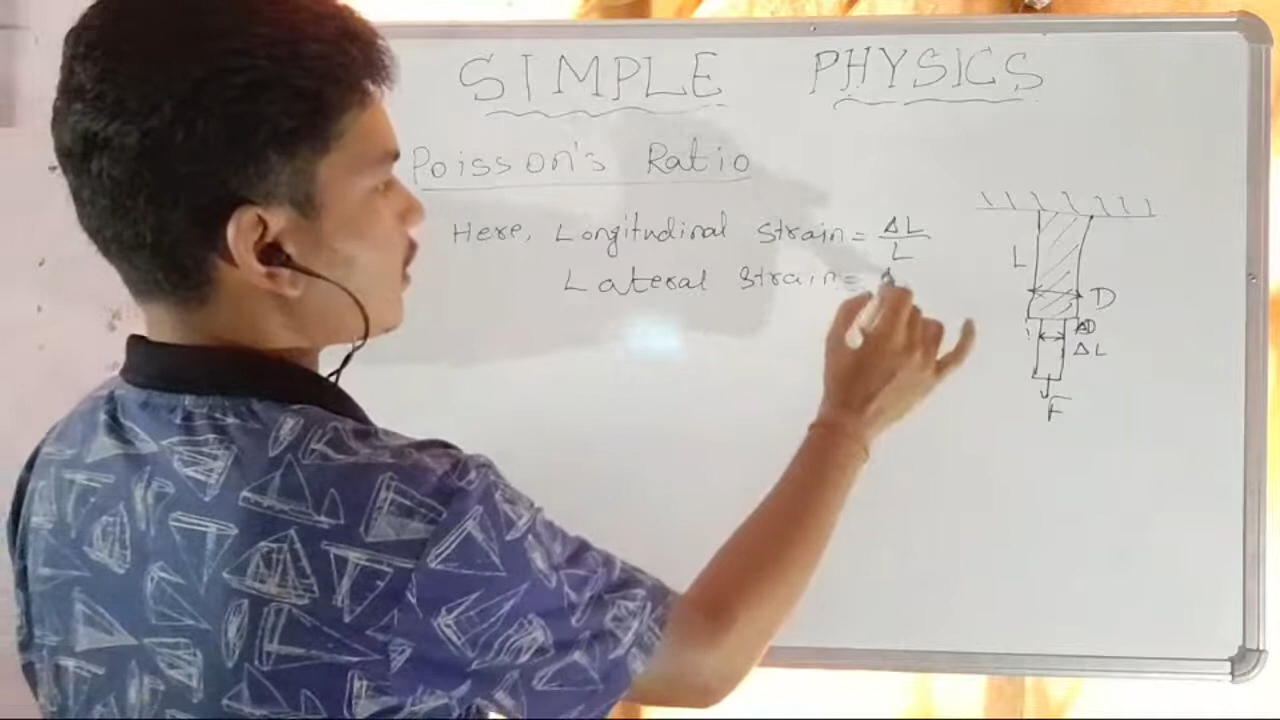 SIMPLE PHYSICS
Poisson's Ratio
Here, Longitudinal Strain = ΔL/L
Lateral Strain = Δ
L
D
ΔD
ΔL
F